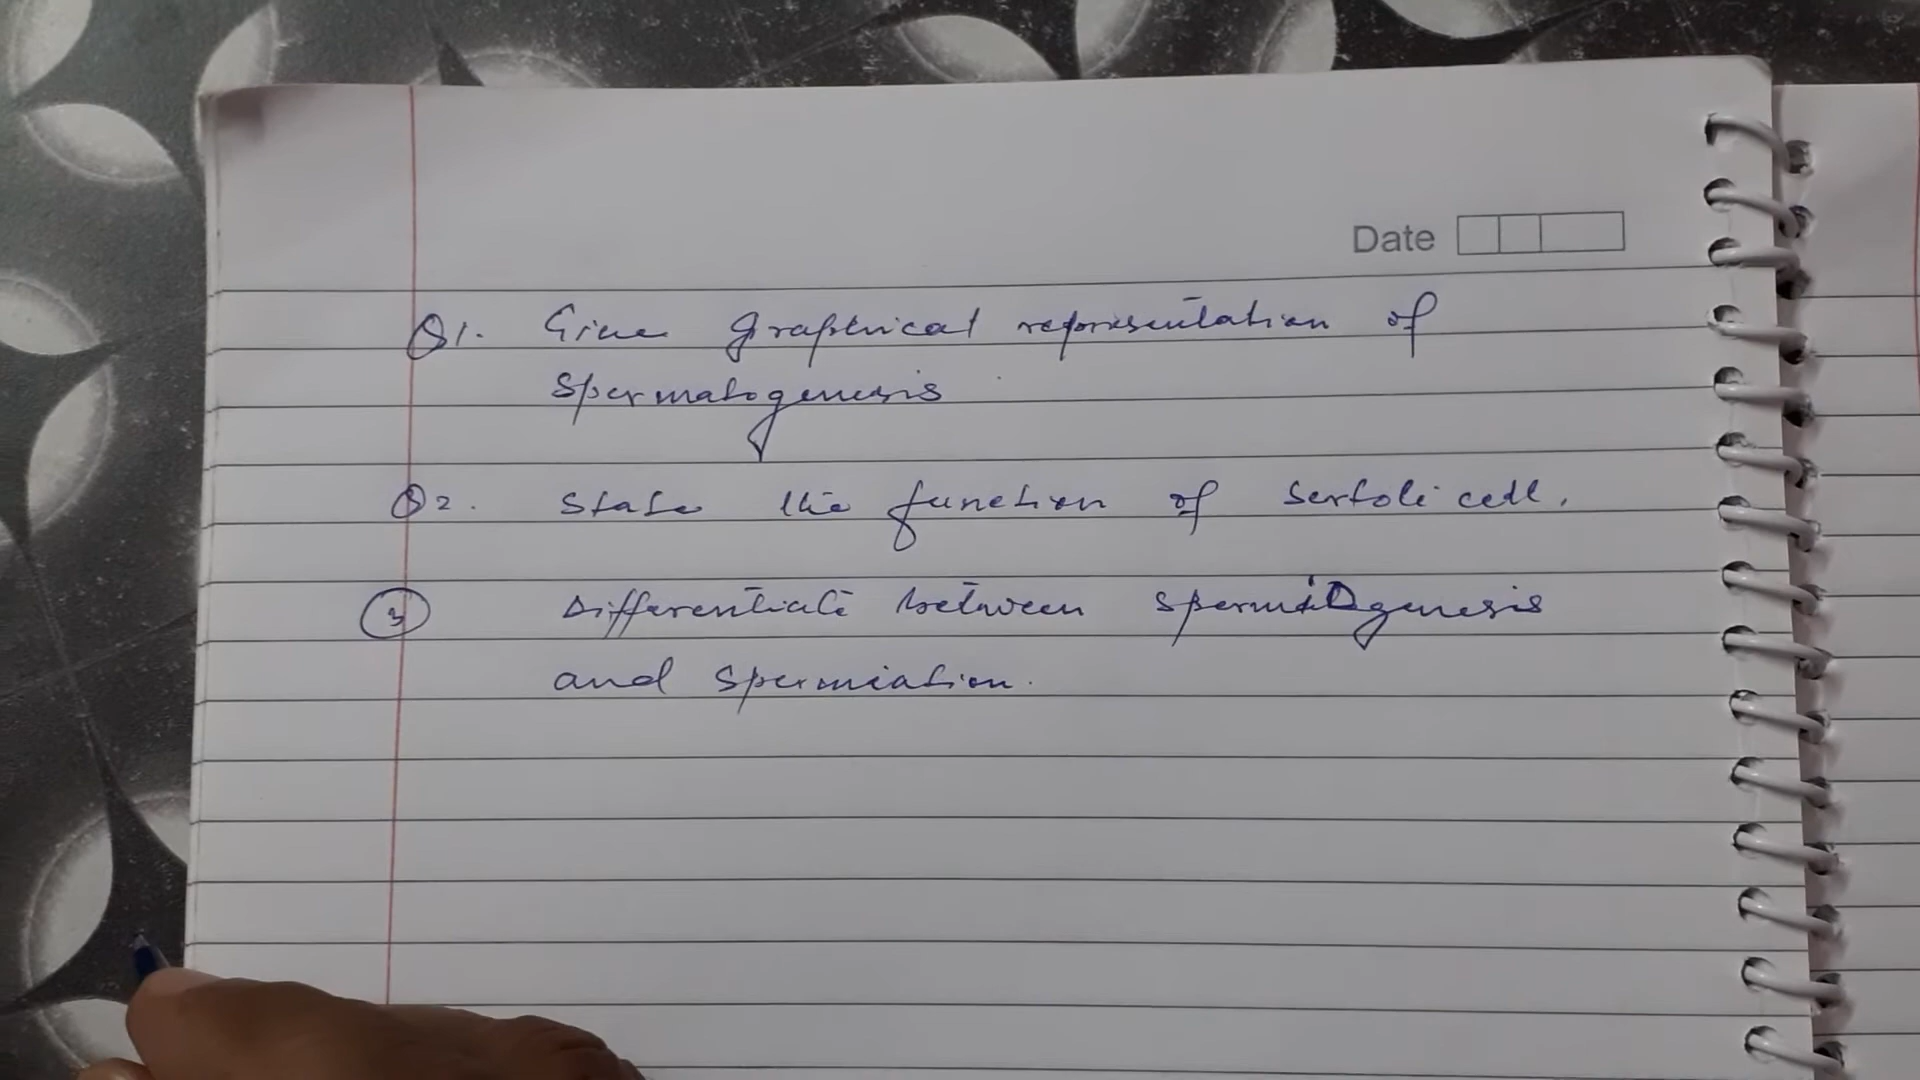 Date
Q1. Give graphical representation of
spermatogenesis
Q2. State the function of sertoli cell.
3 Differentiate between spermatogenesis
and spermiation.